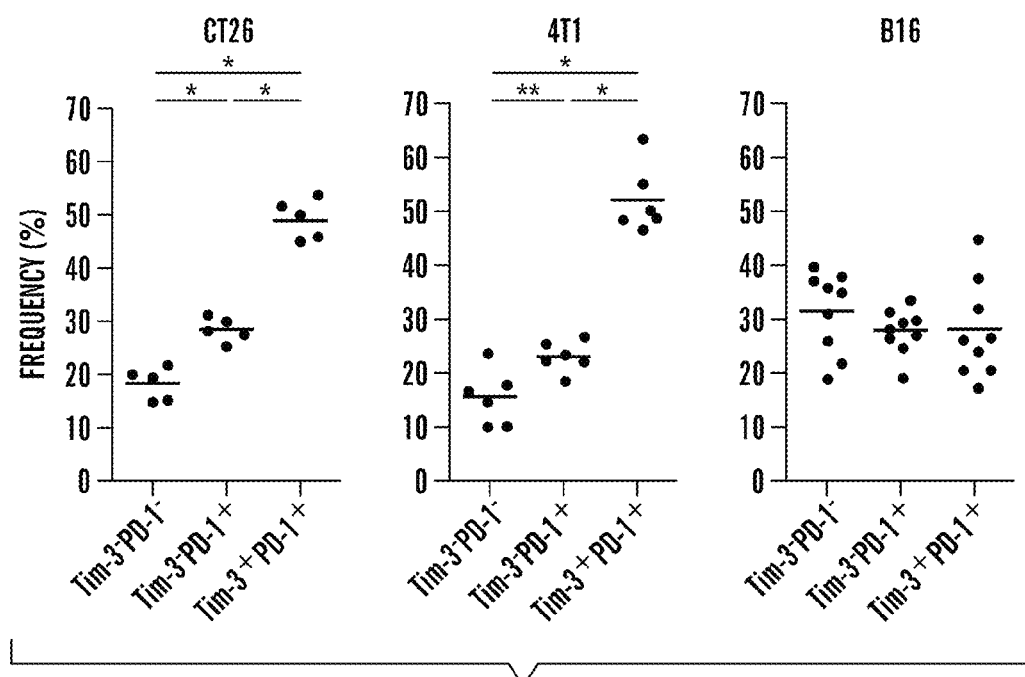 CT26
4T1
B16
*
* *
*
** *
FREQUENCY (%)
70
60
50
40
30
20
10
0
70
60
50
40
30
20
10
0
70
60
50
40
30
20
10
0
Tim-3⁻PD-1⁻
Tim-3⁻PD-1⁺
Tim-3⁺PD-1⁺
Tim-3⁻PD-1⁻
Tim-3⁻PD-1⁺
Tim-3⁺PD-1⁺
Tim-3⁻PD-1⁻
Tim-3⁻PD-1⁺
Tim-3⁺PD-1⁺